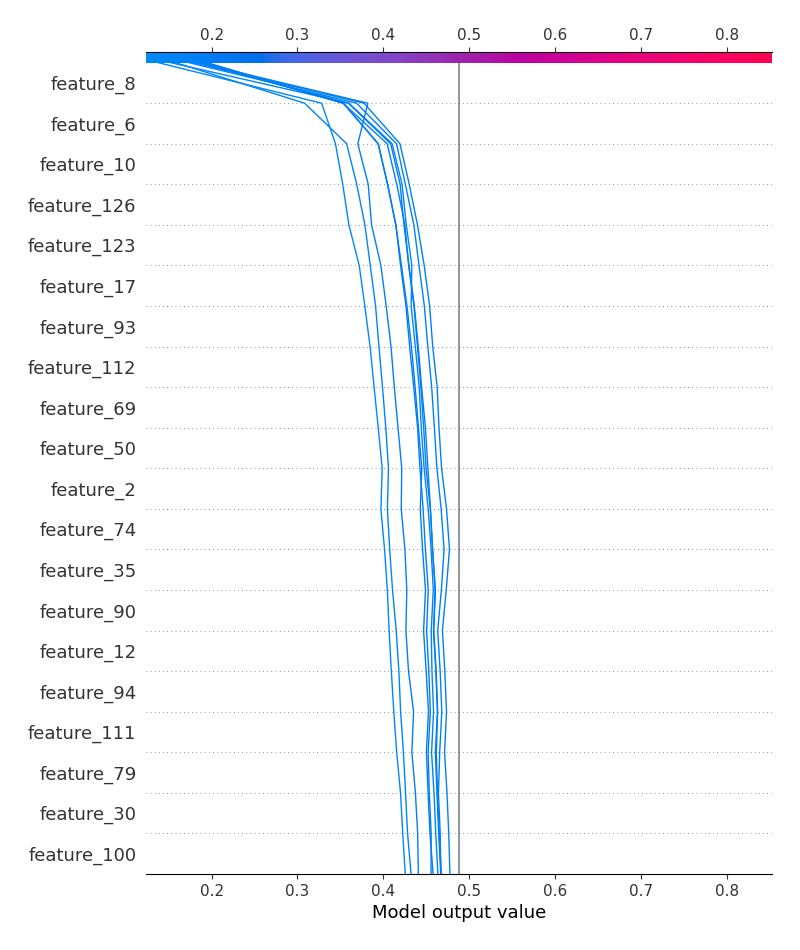 0.2 0.3 0.4 0.5 0.6 0.7 0.8
feature_8
feature_6
feature_10
feature_126
feature_123
feature_17
feature_93
feature_112
feature_69
feature_50
feature_2
feature_74
feature_35
feature_90
feature_12
feature_94
feature_111
feature_79
feature_30
feature_100
0.2 0.3 0.4 0.5 0.6 0.7 0.8
Model output value